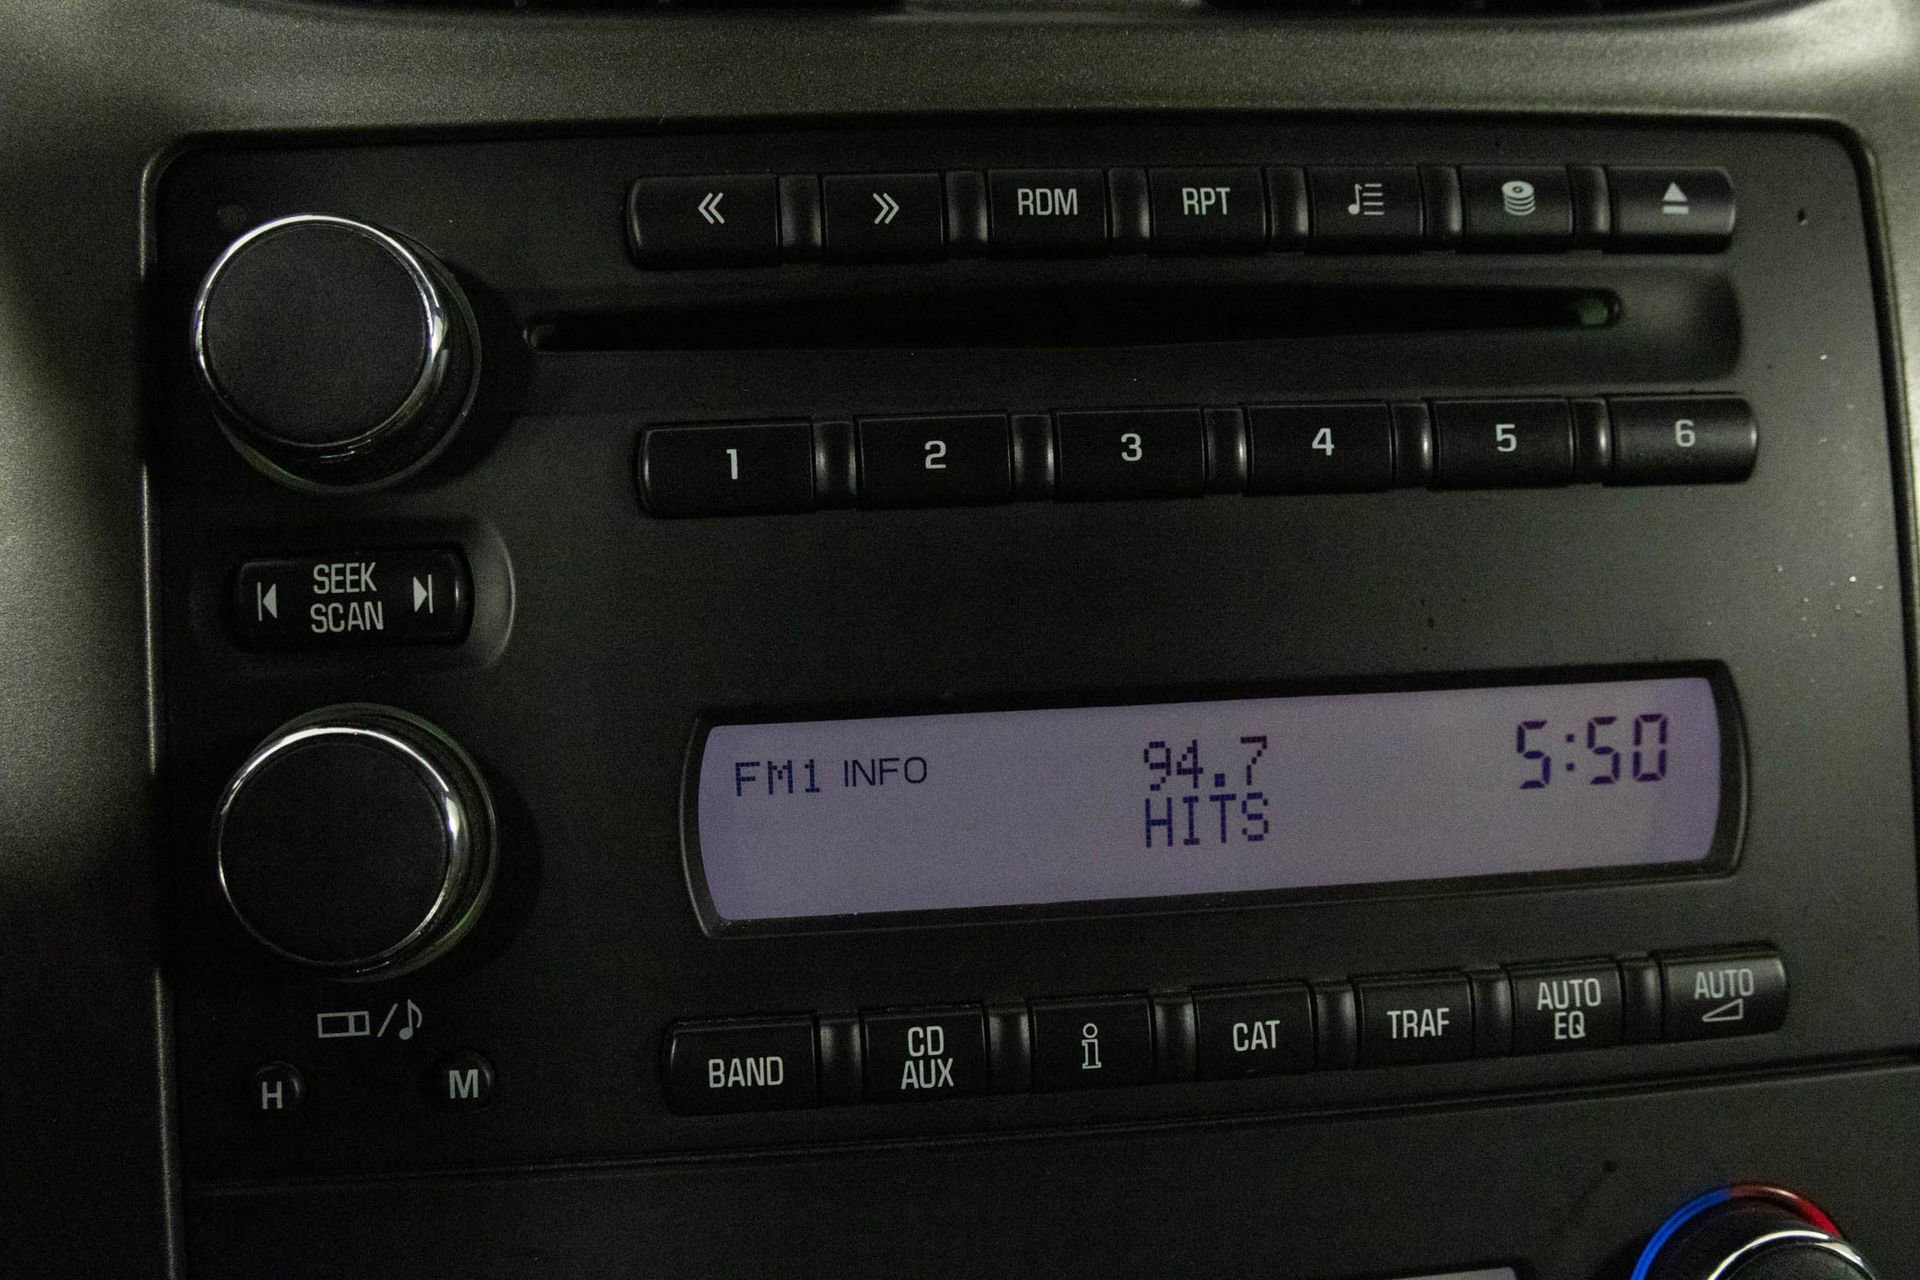 « » RDM RPT
1 2 3 4 5 6
SEEK
SCAN
FM1 INFO 94.7 5:50
HITS
H M
BAND CD AUX i CAT TRAF AUTO EQ AUTO